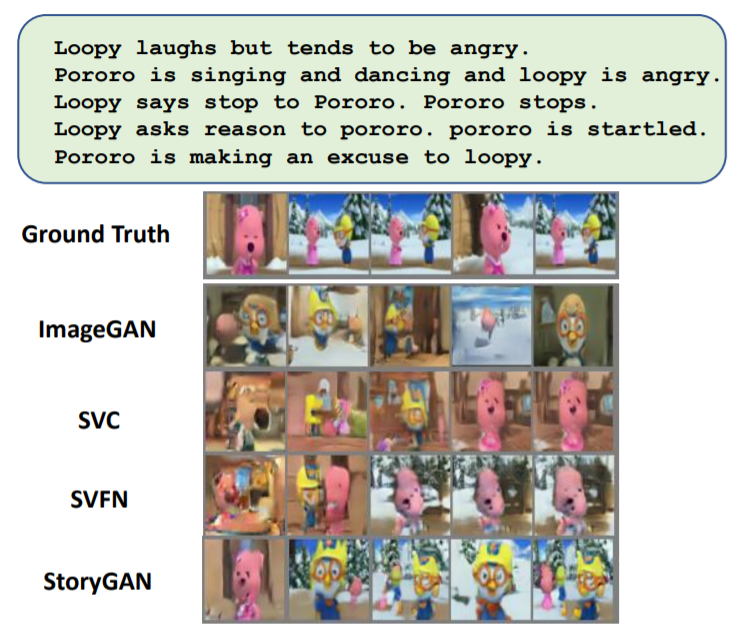 Loopy laughs but tends to be angry.
Pororo is singing and dancing and loopy is angry.
Loopy says stop to Pororo. Pororo stops.
Loopy asks reason to pororo. pororo is startled.
Pororo is making an excuse to loopy.
Ground Truth
ImageGAN
SVC
SVFN
StoryGAN